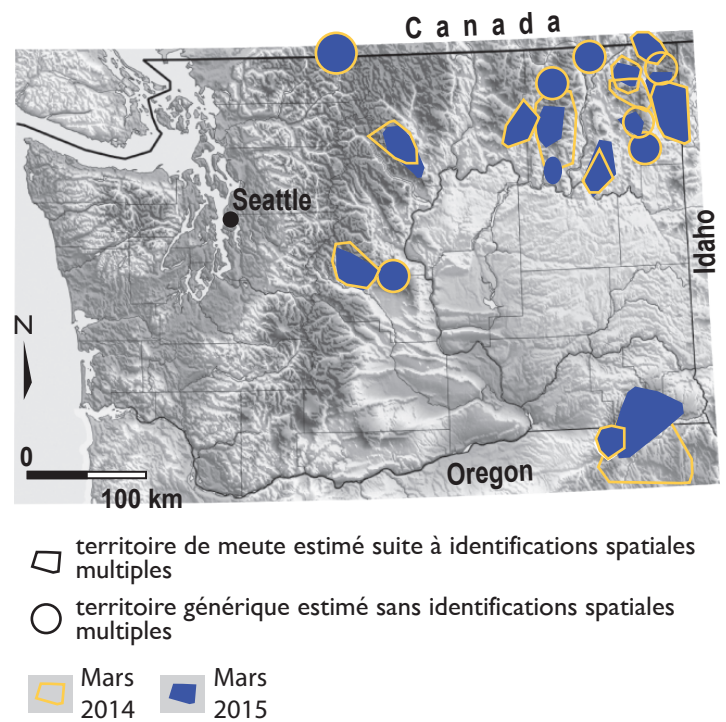 Canada
Seattle
Idaho
N
0
100 km
Oregon
territoire de meute estimé suite à identifications spatiales
multiples
territoire générique estimé sans identifications spatiales
multiples
Mars
2014
Mars
2015